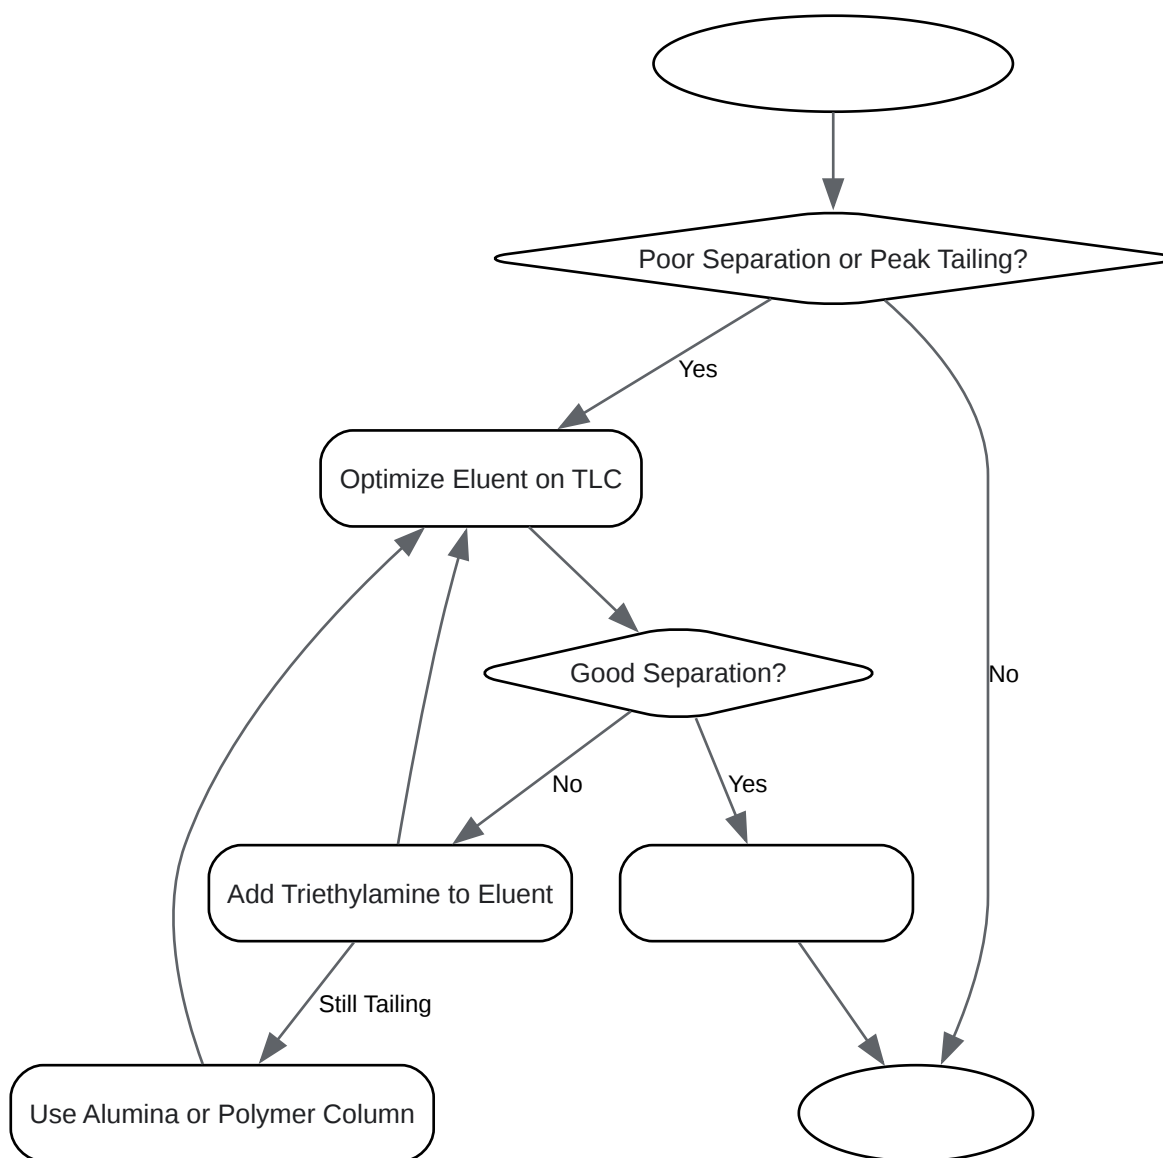 Poor Separation or Peak Tailing?
Yes
Optimize Eluent on TLC
Good Separation?
No
No
Yes
Add Triethylamine to Eluent
Still Tailing
Use Alumina or Polymer Column